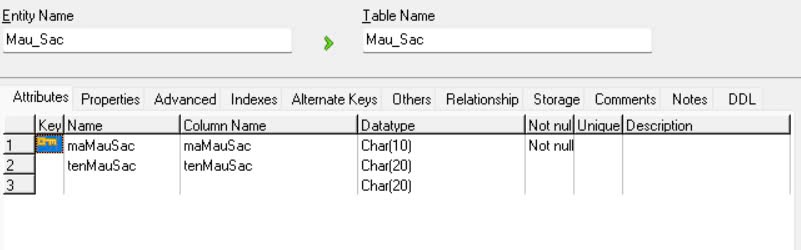 Entity Name Table Name
Mau_Sac Mau_Sac
Attributes Properties Advanced Indexes Alternate Keys Others Relationship Storage Comments Notes DDL
Key Name Column Name Datatype Not nul Unique Description
1 maMauSac maMauSac Char(10) Not null
2 tenMauSac tenMauSac Char(20)
3 Char(20)